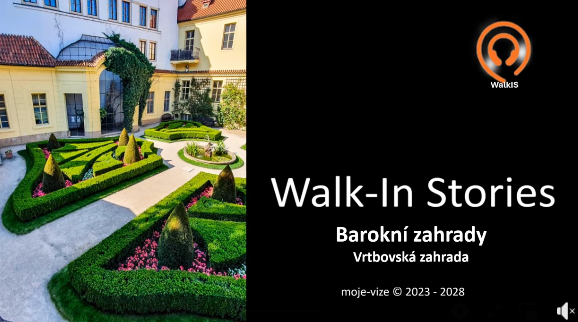 WalkIS
Walk-In Stories
Barokní zahrady
Vrtbovská zahrada
moje-vize © 2023 - 2028